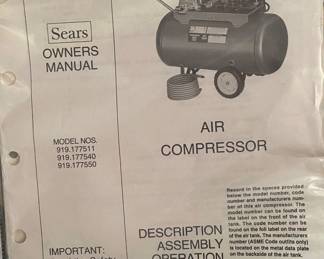 Sears
OWNERS
MANUAL
MODEL NOS.
919.177511
919.177540
919.177550
AIR
COMPRESSOR
Record in the spaces provided
below the model number, code
number and manufacturers num-
ber of this air compressor. The
model number can be found on
the label on the front of the air
tank. The code number can be
found on the foil label on the rear
of the air tank. The manufacturers
number (ASME Code outfits only)
is located on the metal data plate
on the backside of the air tank.
IMPORTANT:
DESCRIPTION
ASSEMBLY
OPERATION